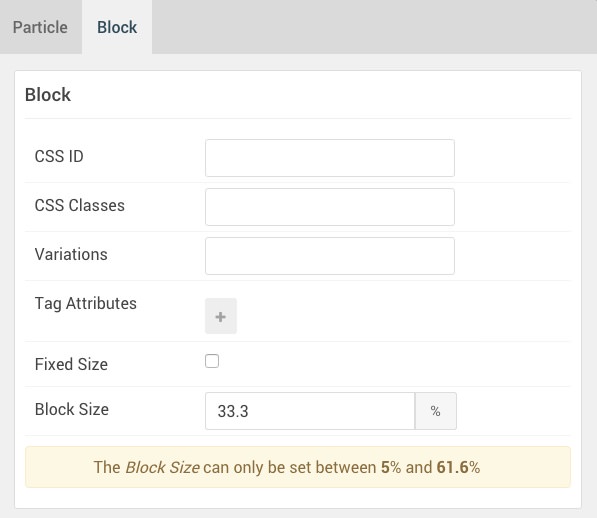 Particle Block
Block
CSS ID
CSS Classes
Variations
Tag Attributes
+
Fixed Size
Block Size 33.3 %
The Block Size can only be set between 5% and 61.6%